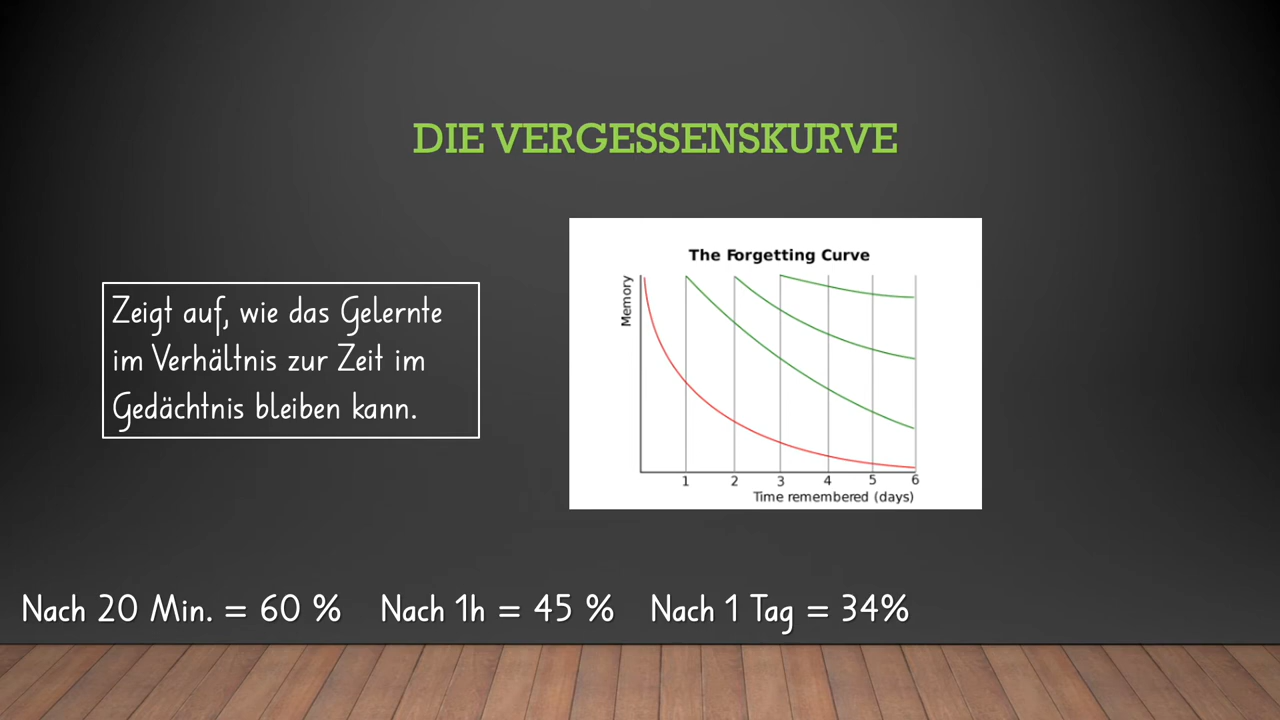 DIE VERGESSENSKURVE
Zeigt auf, wie das Gelernte
im Verhältnis zur Zeit im
Gedächtnis bleiben kann.
The Forgetting Curve
Memory
1 2 3 4 5 6
Time remembered (days)
Nach 20 Min. = 60 % Nach 1h = 45 % Nach 1 Tag = 34%